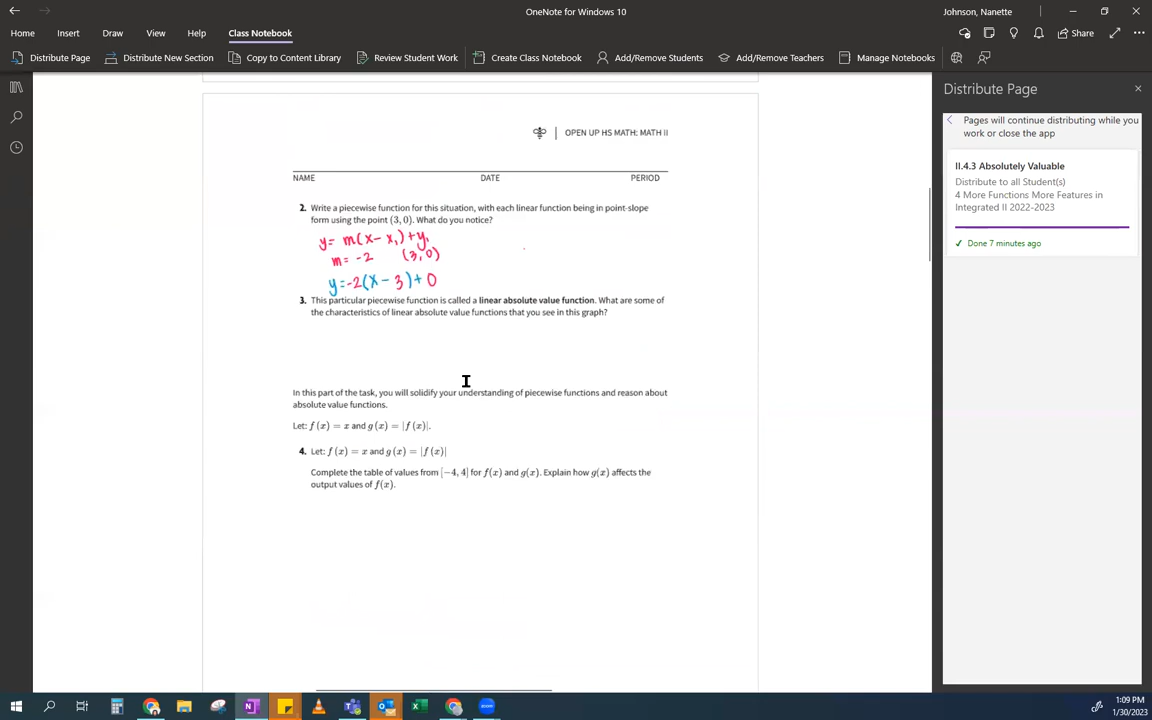 OneNote for Windows 10
Johnson, Nanette
Home Insert Draw View Help Class Notebook
Share
Distribute Page Distribute New Section Copy to Content Library Review Student Work Create Class Notebook Add/Remove Students Add/Remove Teachers Manage Notebooks
OPEN UP HS MATH: MATH II
NAME DATE PERIOD
2. Write a piecewise function for this situation, with each linear function being in point-slope
form using the point (3, 0). What do you notice?
y = m(x - x₁) + y₁
m = -2 (3, 0)
y = -2(x - 3) + 0
3. This particular piecewise function is called a linear absolute value function. What are some of
the characteristics of linear absolute value functions that you see in this graph?
In this part of the task, you will solidify your understanding of piecewise functions and reason about
absolute value functions.
Let: f (x) = x and g (x) = |f (x)|.
4. Let: f (x) = x and g (x) = |f (x)|
Complete the table of values from [−4, 4] for f(x) and g(x). Explain how g(x) affects the
output values of f(x).
Distribute Page
Pages will continue distributing while you
work or close the app
II.4.3 Absolutely Valuable
Distribute to all Student(s)
4 More Functions More Features in
Integrated II 2022-2023
Done 7 minutes ago
1:09 PM
1/30/2023